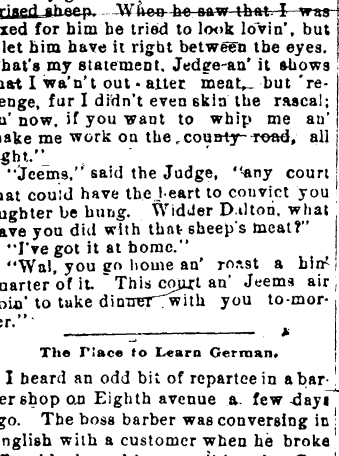 rised sheep. When he saw that I was
xed for him he tried to look lovin', but
let him have it right between the eyes.
hat's my statement, Jedge-an' it shows
hat I wa'n't out-after meat, but 're-
enge, fur I didn't even skin the rascal;
n' now, if you want to whip me an'
nake me work on the county road, all
ght."
"Jeems," said the Judge, "any court
hat could have the heart to convict you
ughter be hung. Widder Dalton, what
ave you did with that sheep's meat?"
"I've got it at home."
"Wal, you go home an' roast a hin'
uarter of it. This court an' Jeems air
oin' to take dinner with you to-mor-
er."
The Place to Learn German.
I heard an odd bit of repartee in a bar-
er shop on Eighth avenue a few days
go. The boss barber was conversing in
nglish with a customer when he broke